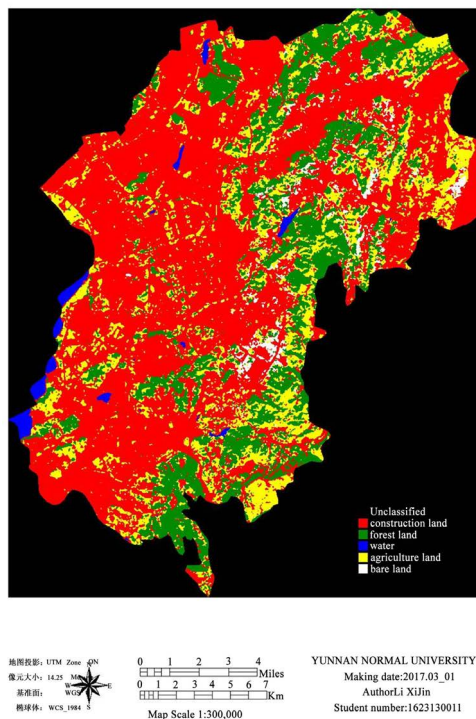 Unclassified
construction land
forest land
water
agriculture land
bare land
地图投影: UTM Zone
像元大小: 14.25
基准面: WGS
椭球体: WCS_1984
N
W
E
S
0 1 2 3 4
Miles
0 1 2 3 4 5 6 7
Km
Map Scale 1:300,000
YUNNAN NORMAL UNIVERSITY
Making date:2017.03_01
AuthorLi XiJin
Student number:1623130011